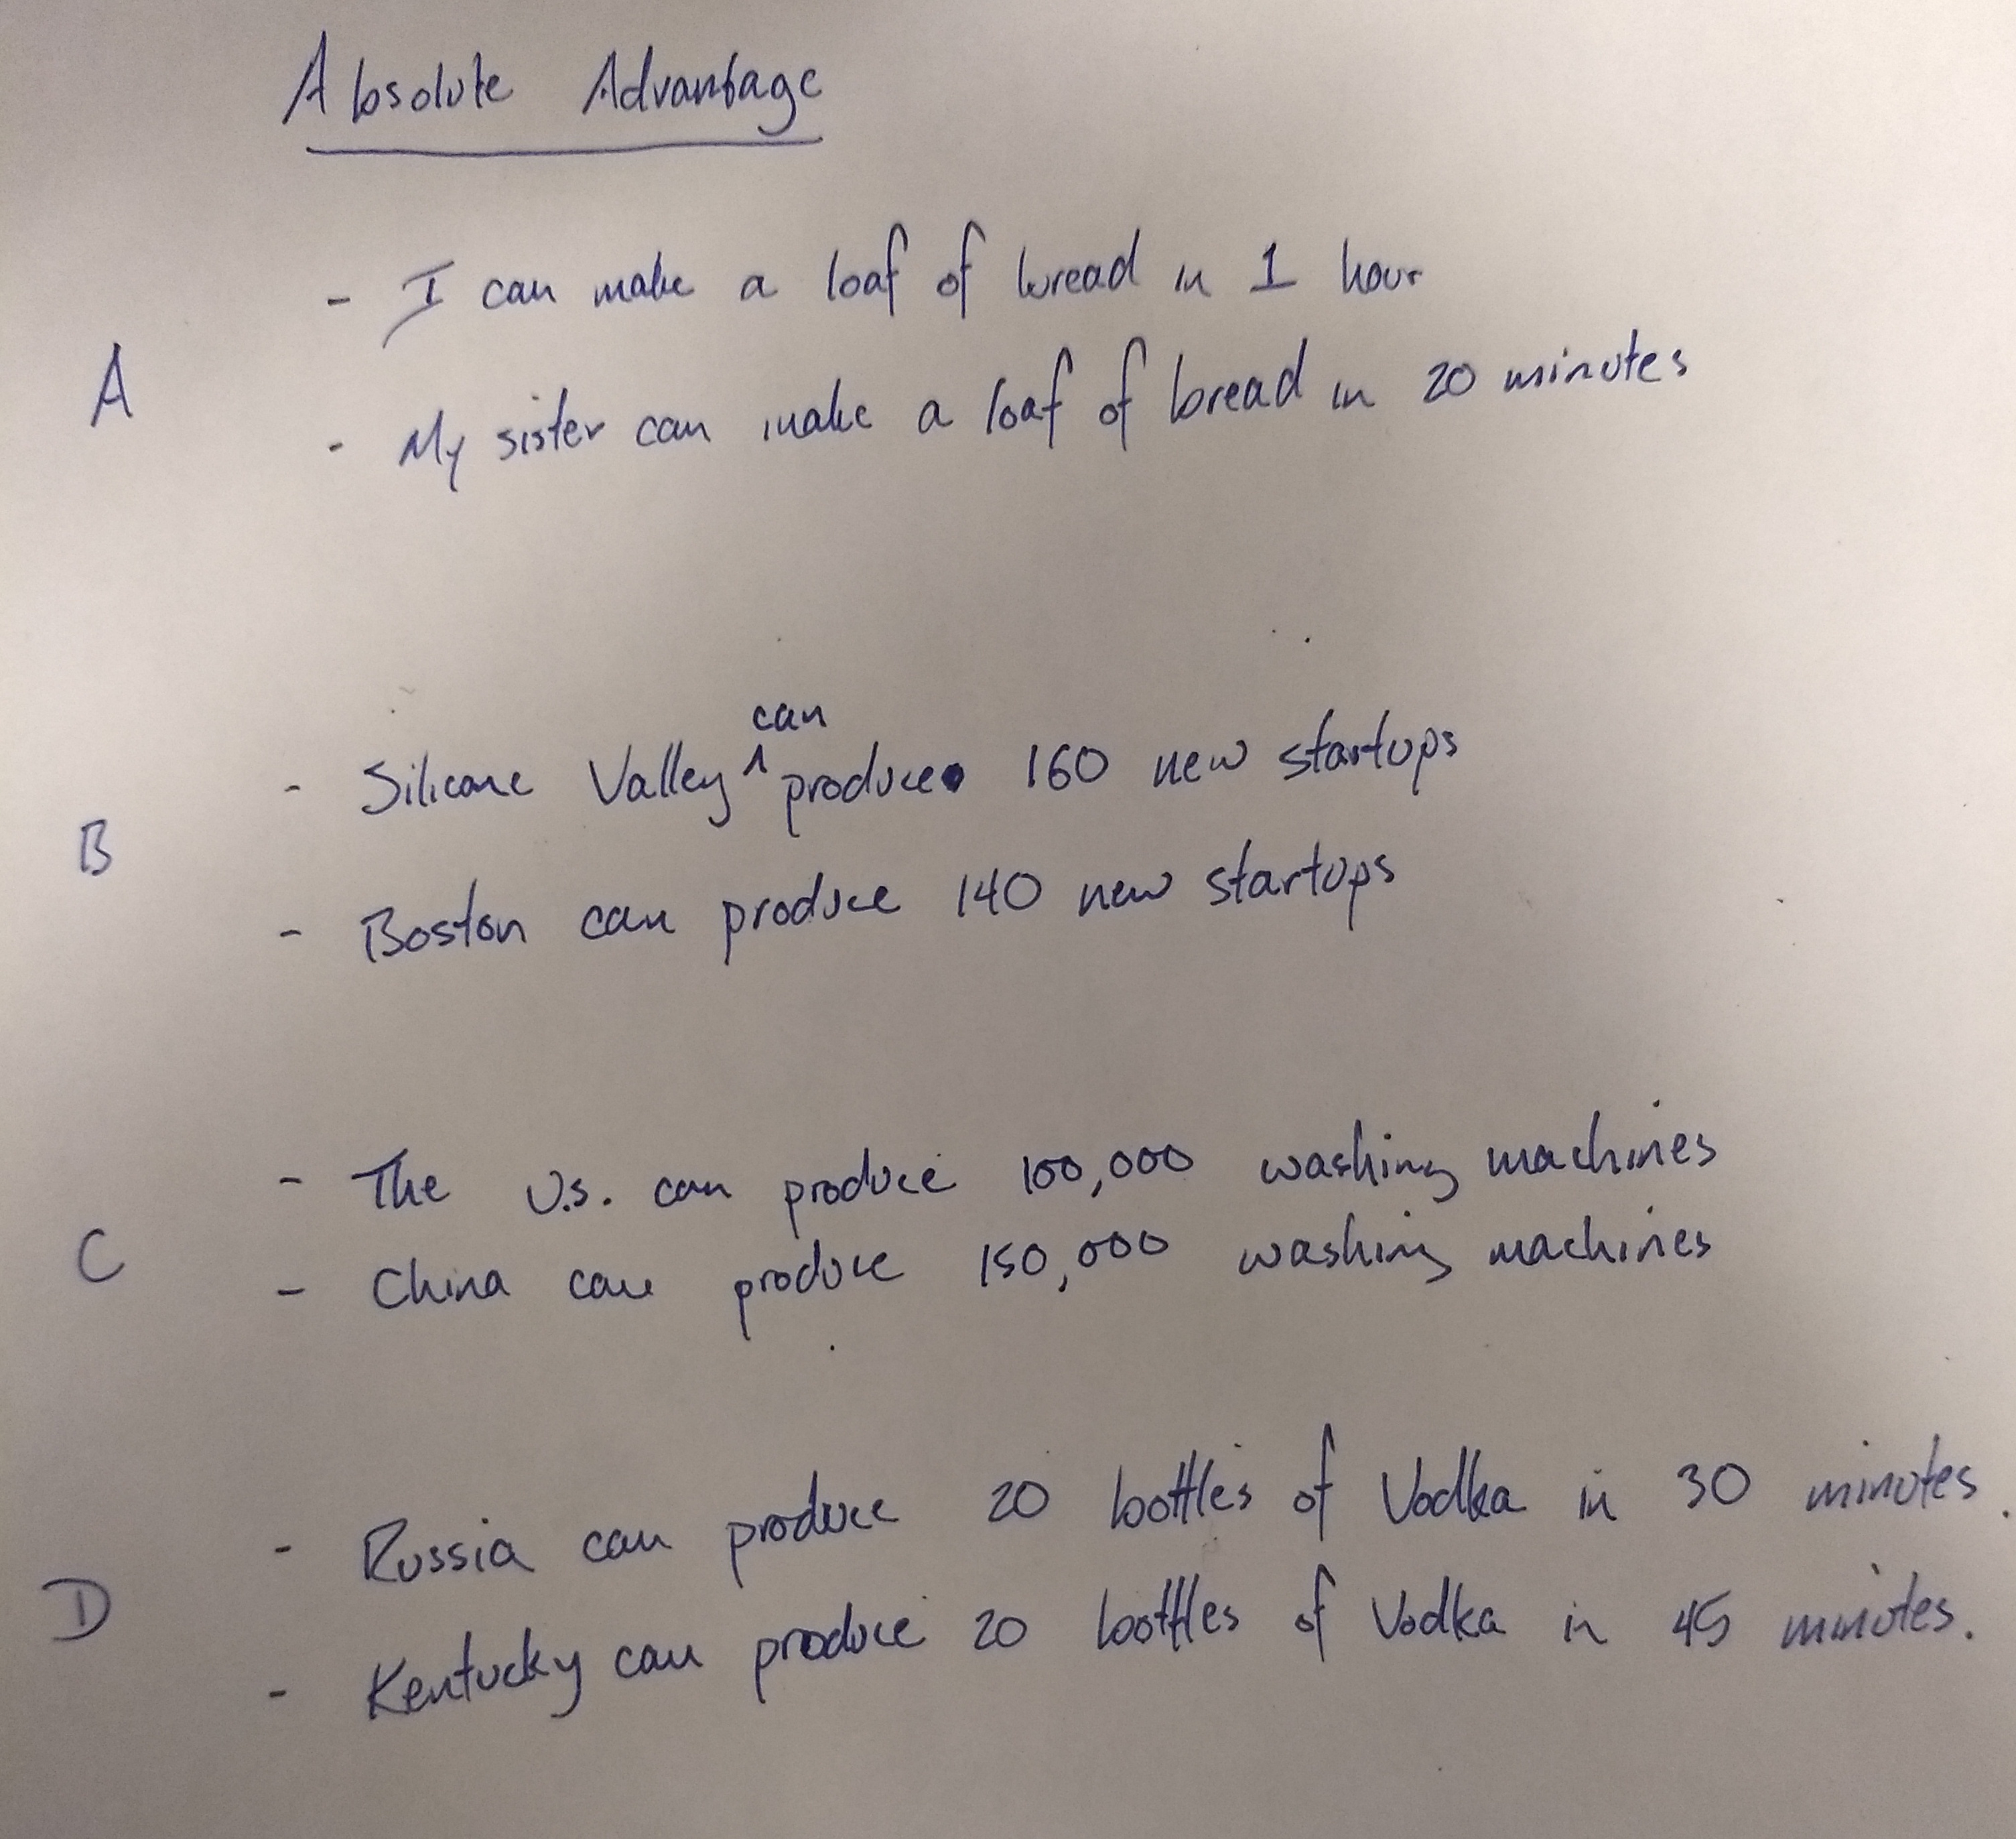 Absolute Advantage
- I can make a loaf of bread in 1 hour
A
- My sister can make a loaf of bread in 20 minutes
can
- Silicone Valley ^ produce 160 new startups
B
- Boston can produce 140 new startups
- The U.S. can produce 100,000 washing machines
C
- China can produce 150,000 washing machines
- Russia can produce 20 bottles of Vodka in 30 minutes.
D
- Kentucky can produce 20 bottles of Vodka in 45 minutes.